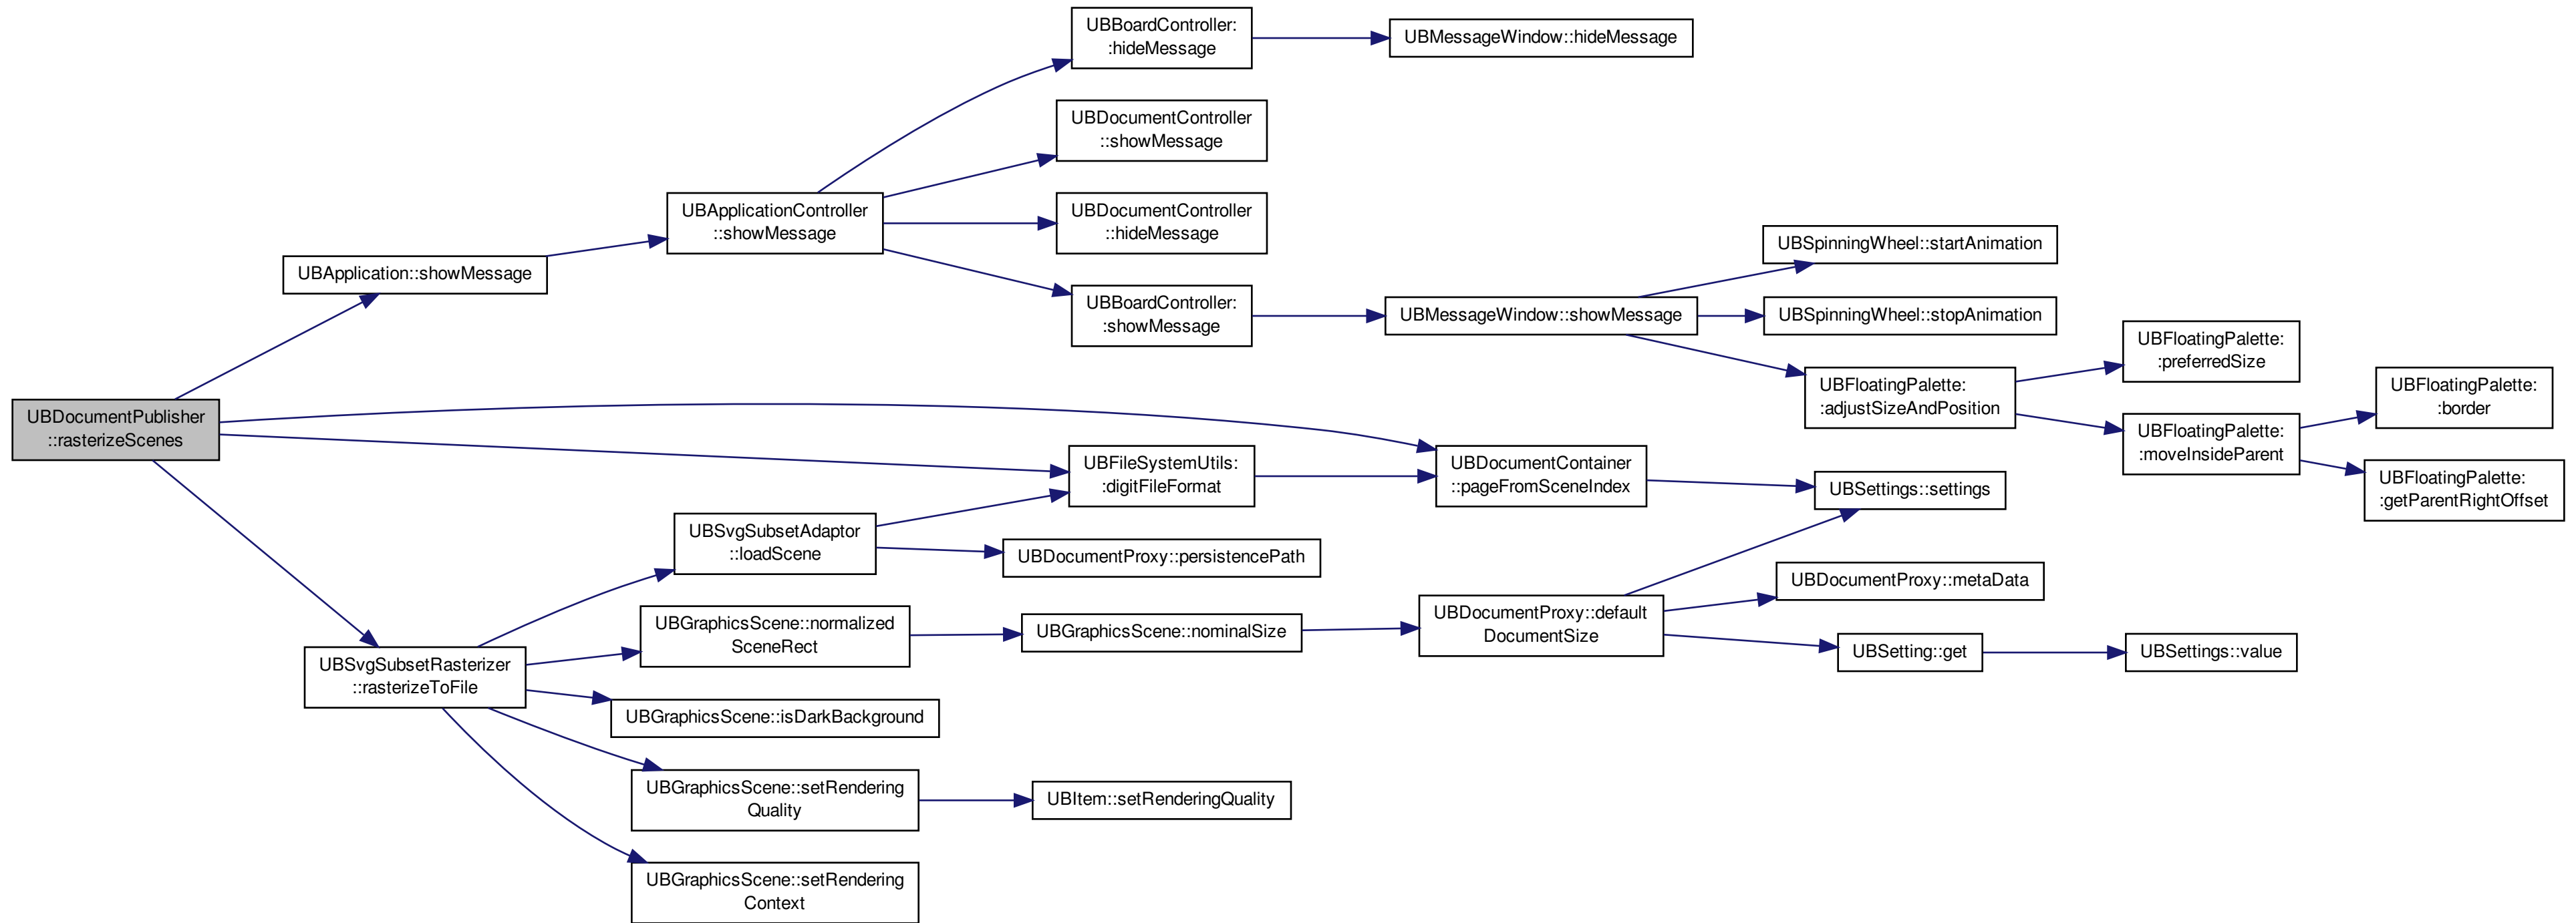 UBBoardController:
:hideMessage
UBMessageWindow::hideMessage
UBDocumentController
::showMessage
UBApplicationController
::showMessage
UBDocumentController
::hideMessage
UBSpinningWheel::startAnimation
UBApplication::showMessage
UBBoardController:
:showMessage
UBMessageWindow::showMessage
UBSpinningWheel::stopAnimation
UBFloatingPalette:
:preferredSize
UBFloatingPalette:
:adjustSizeAndPosition
UBFloatingPalette:
:border
UBDocumentPublisher
::rasterizeScenes
UBFloatingPalette:
:moveInsideParent
UBFileSystemUtils:
:digitFileFormat
UBDocumentContainer
::pageFromSceneIndex
UBSettings::settings
UBFloatingPalette:
:getParentRightOffset
UBSvgSubsetAdaptor
::loadScene
UBDocumentProxy::persistencePath
UBDocumentProxy::metaData
UBGraphicsScene::normalized
SceneRect
UBGraphicsScene::nominalSize
UBDocumentProxy::default
DocumentSize
UBSetting::get
UBSettings::value
UBSvgSubsetRasterizer
::rasterizeToFile
UBGraphicsScene::isDarkBackground
UBGraphicsScene::setRendering
Quality
UBItem::setRenderingQuality
UBGraphicsScene::setRendering
Context